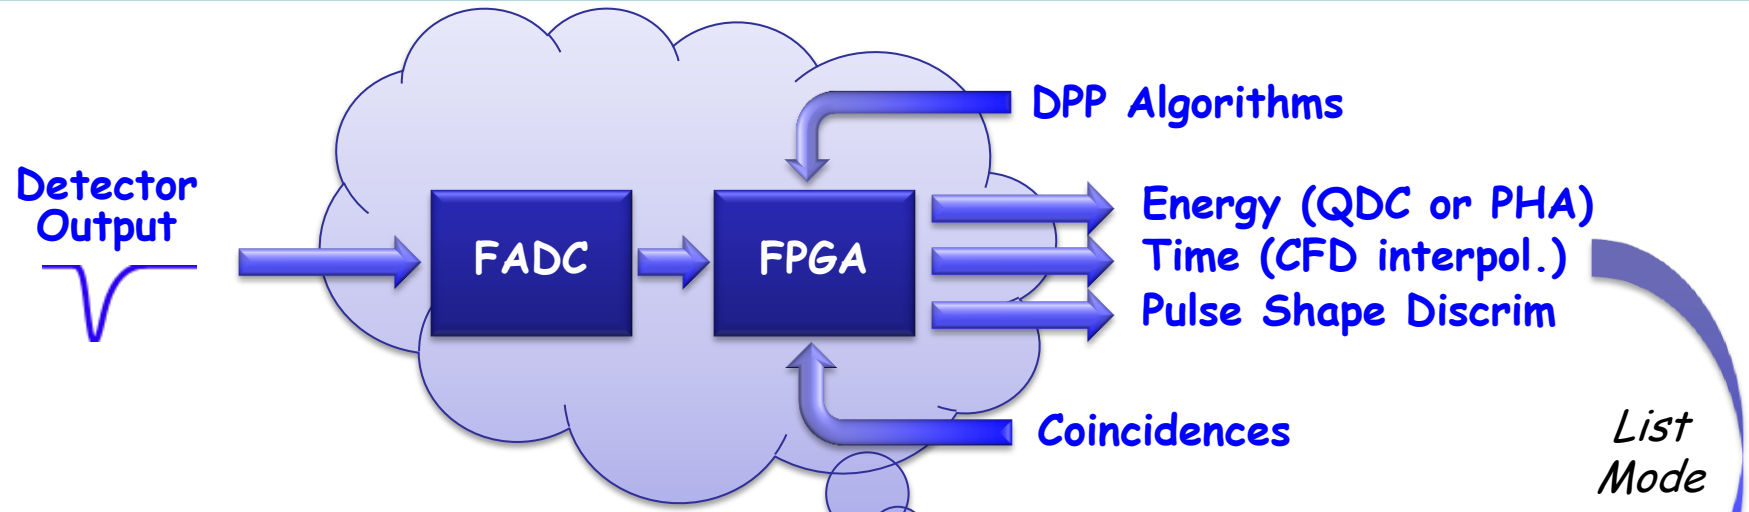 DPP Algorithms
Detector
Output
FADC
FPGA
Energy (QDC or PHA)
Time (CFD interpol.)
Pulse Shape Discrim
Coincidences
List
Mode